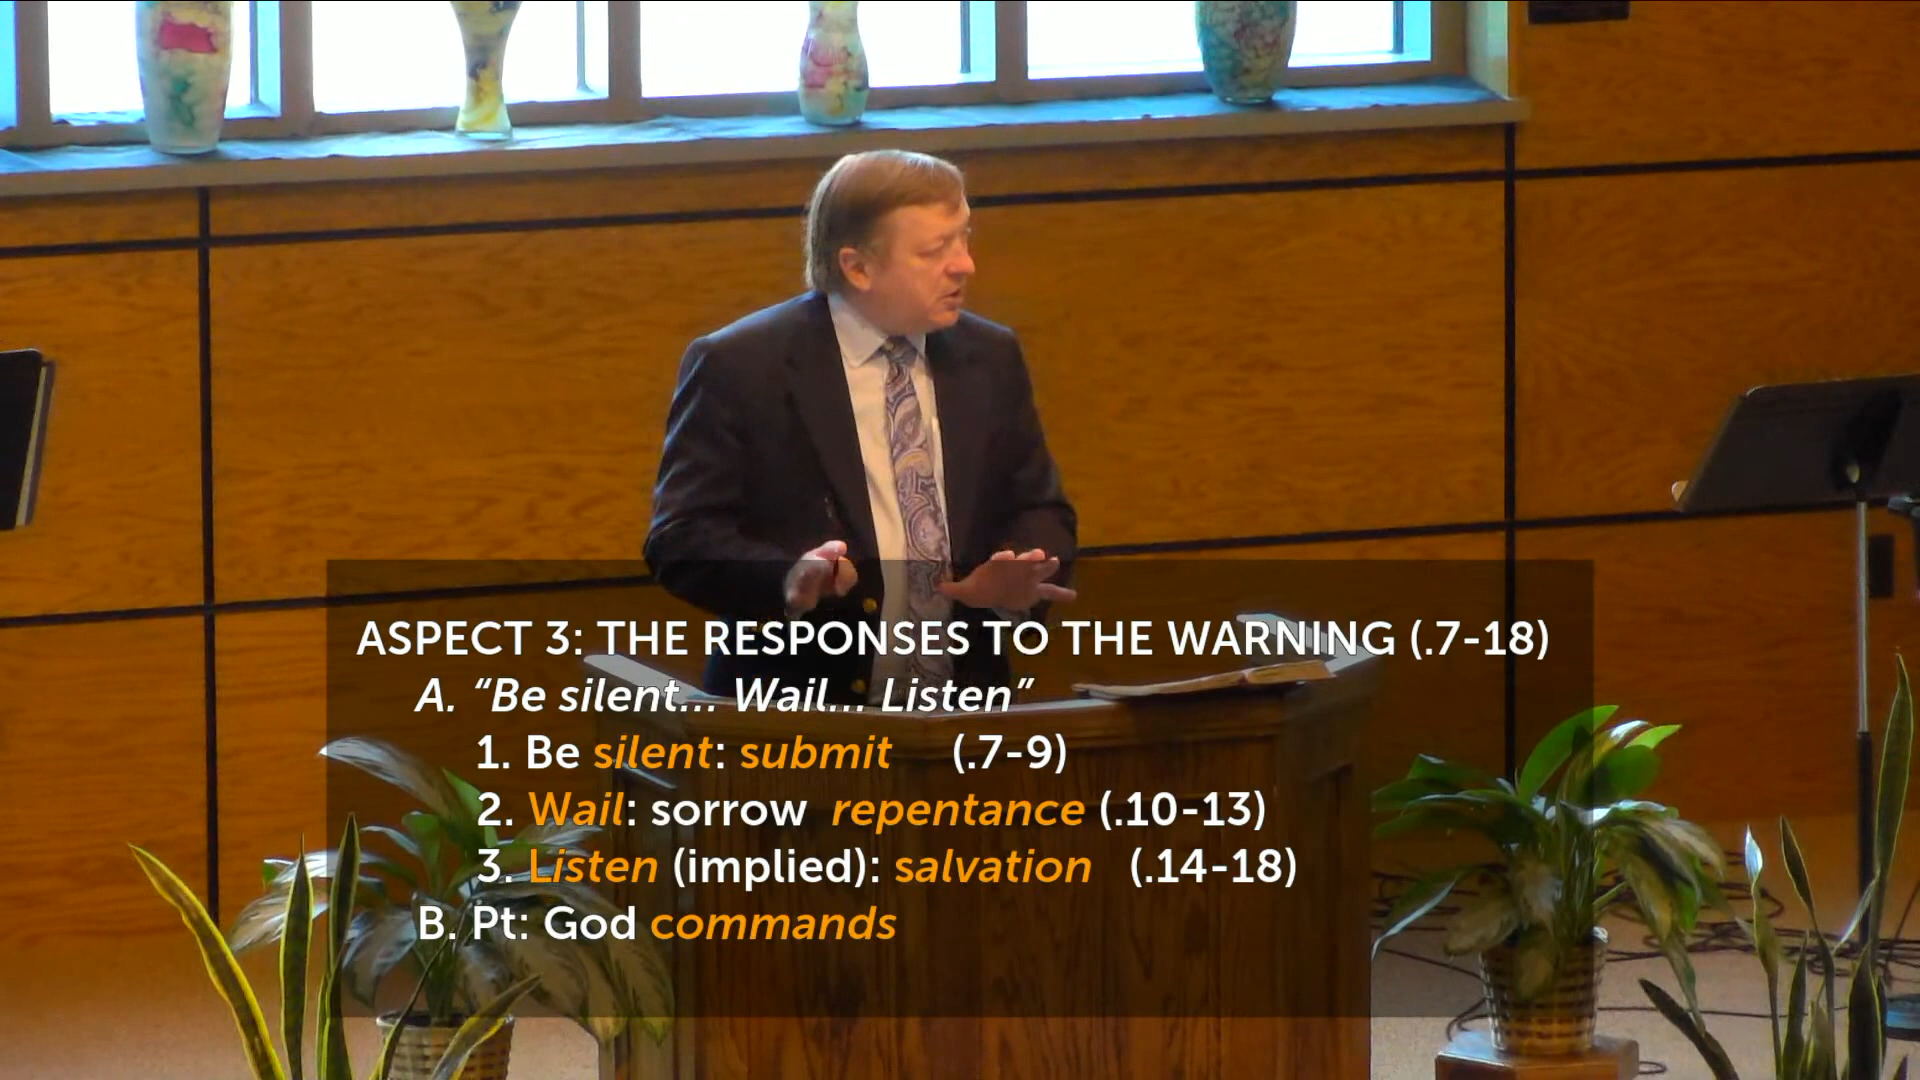 ASPECT 3: THE RESPONSES TO THE WARNING (.7-18)
A. “Be silent... Wail... Listen”
1. Be silent: submit (.7-9)
2. Wail: sorrow repentance (.10-13)
3. Listen (implied): salvation (.14-18)
B. Pt: God commands